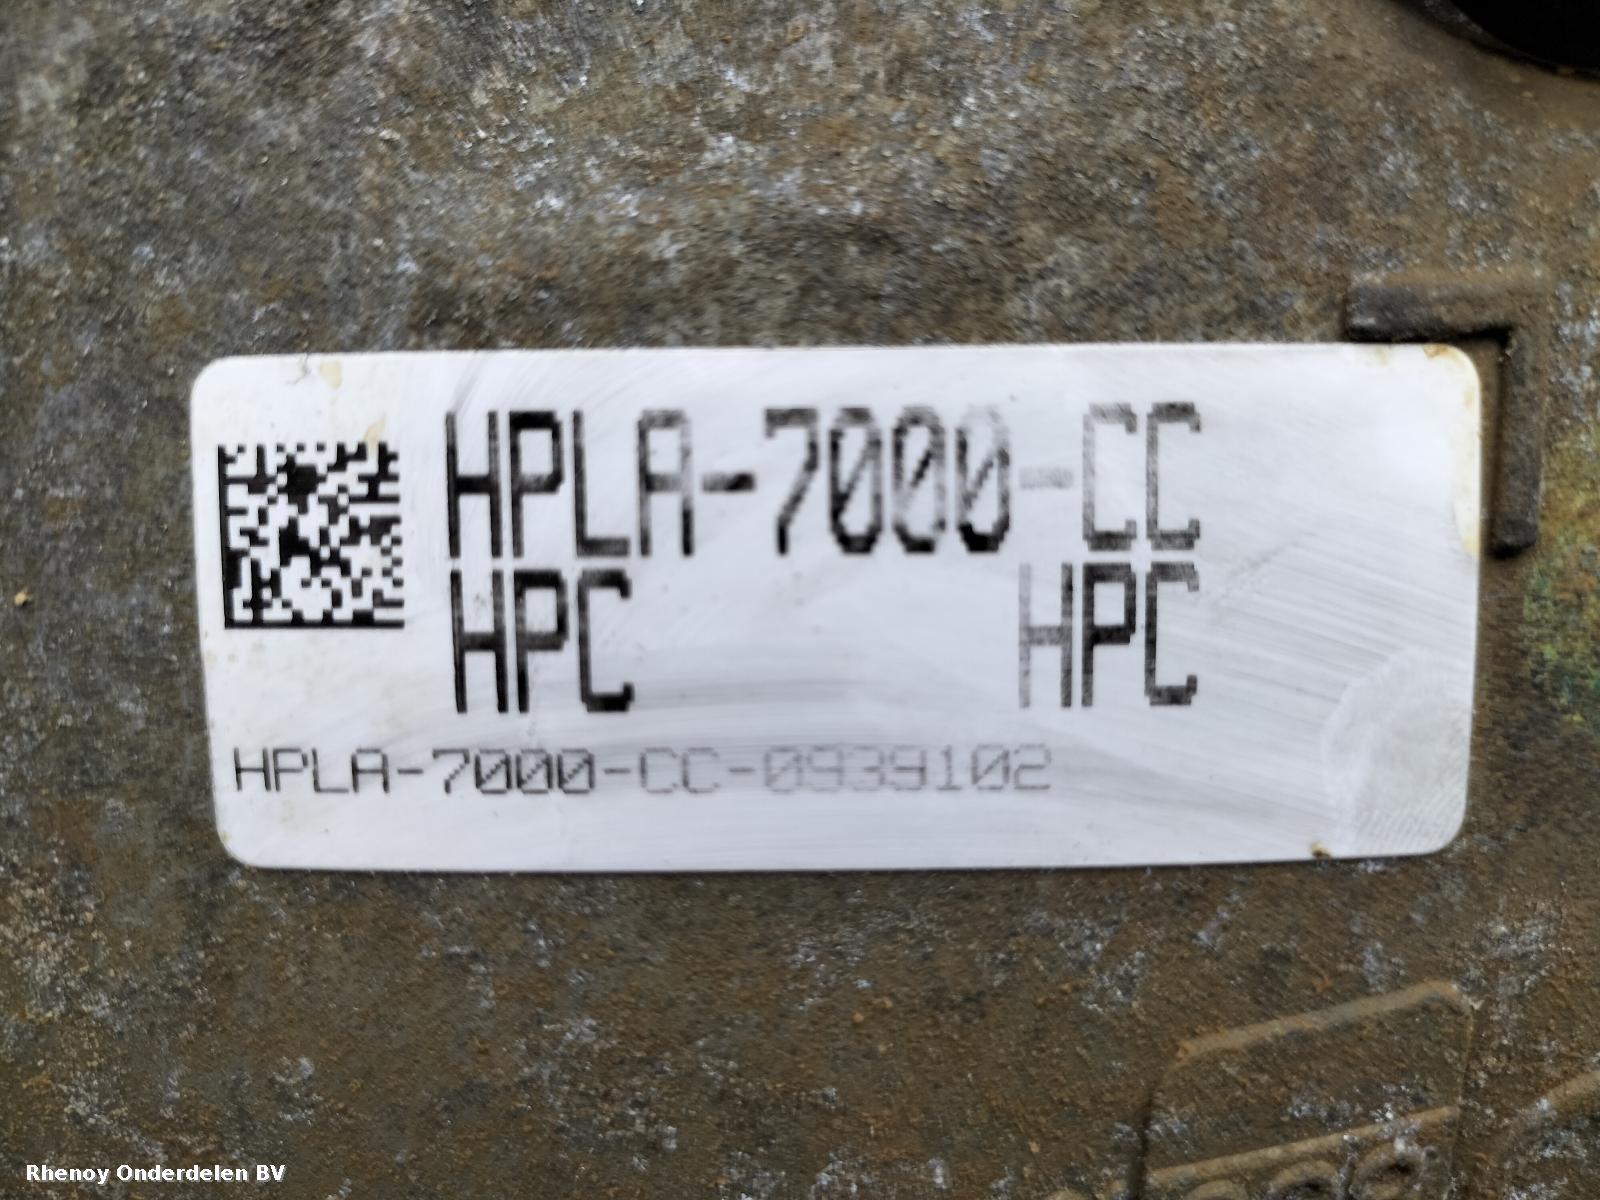 HPLA-7000-CC
HPC HPC
HPLA-7000-CC-0939102
Rhenoy Onderdelen BV